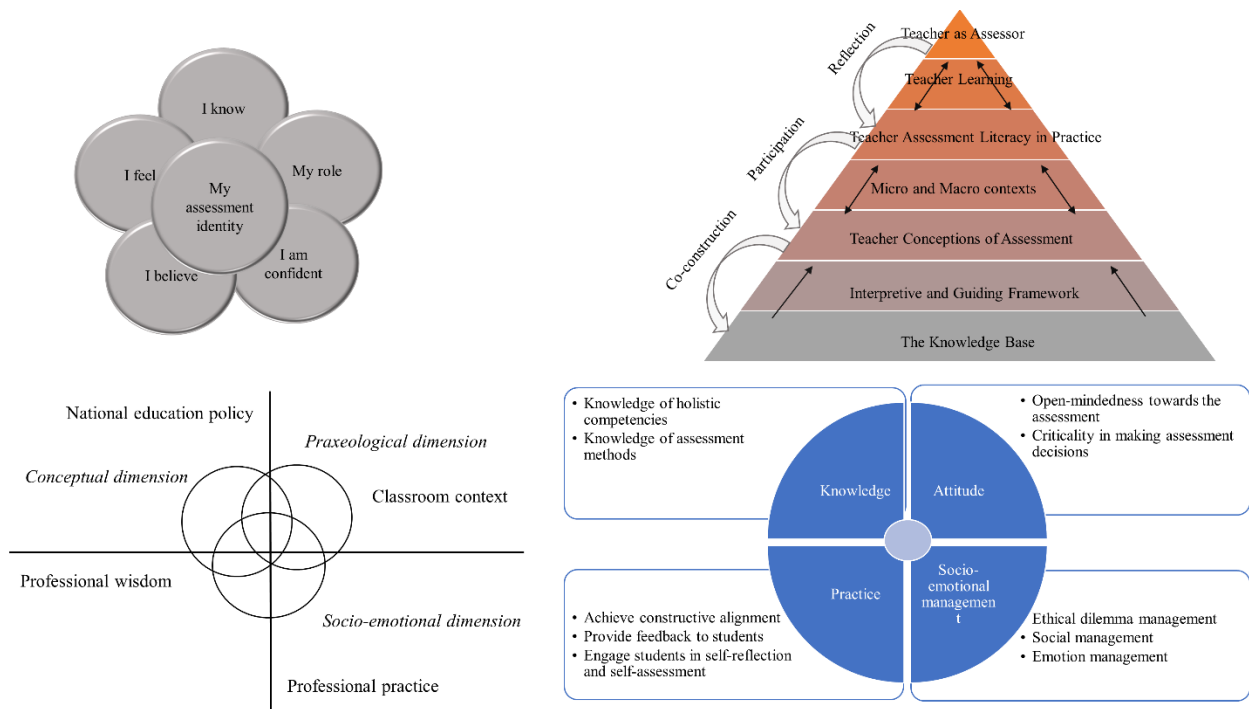 I know
I feel
My role
My
assessment
identity
I believe
I am
confident
Reflection
Participation
Co-construction
Teacher as Assessor
Teacher Learning
Teacher Assessment Literacy in Practice
Micro and Macro contexts
Teacher Conceptions of Assessment
Interpretive and Guiding Framework
The Knowledge Base
National education policy
Praxeological dimension
Conceptual dimension
Classroom context
Professional wisdom
Socio-emotional dimension
Professional practice
• Knowledge of holistic
competencies
• Knowledge of assessment
methods
• Open-mindedness towards the
assessment
• Criticality in making assessment
decisions
Knowledge
Attitude
Practice
Socio-
emotional
managemen
t
• Achieve constructive alignment
• Provide feedback to students
• Engage students in self-reflection
and self-assessment
Ethical dilemma management
• Social management
• Emotion management